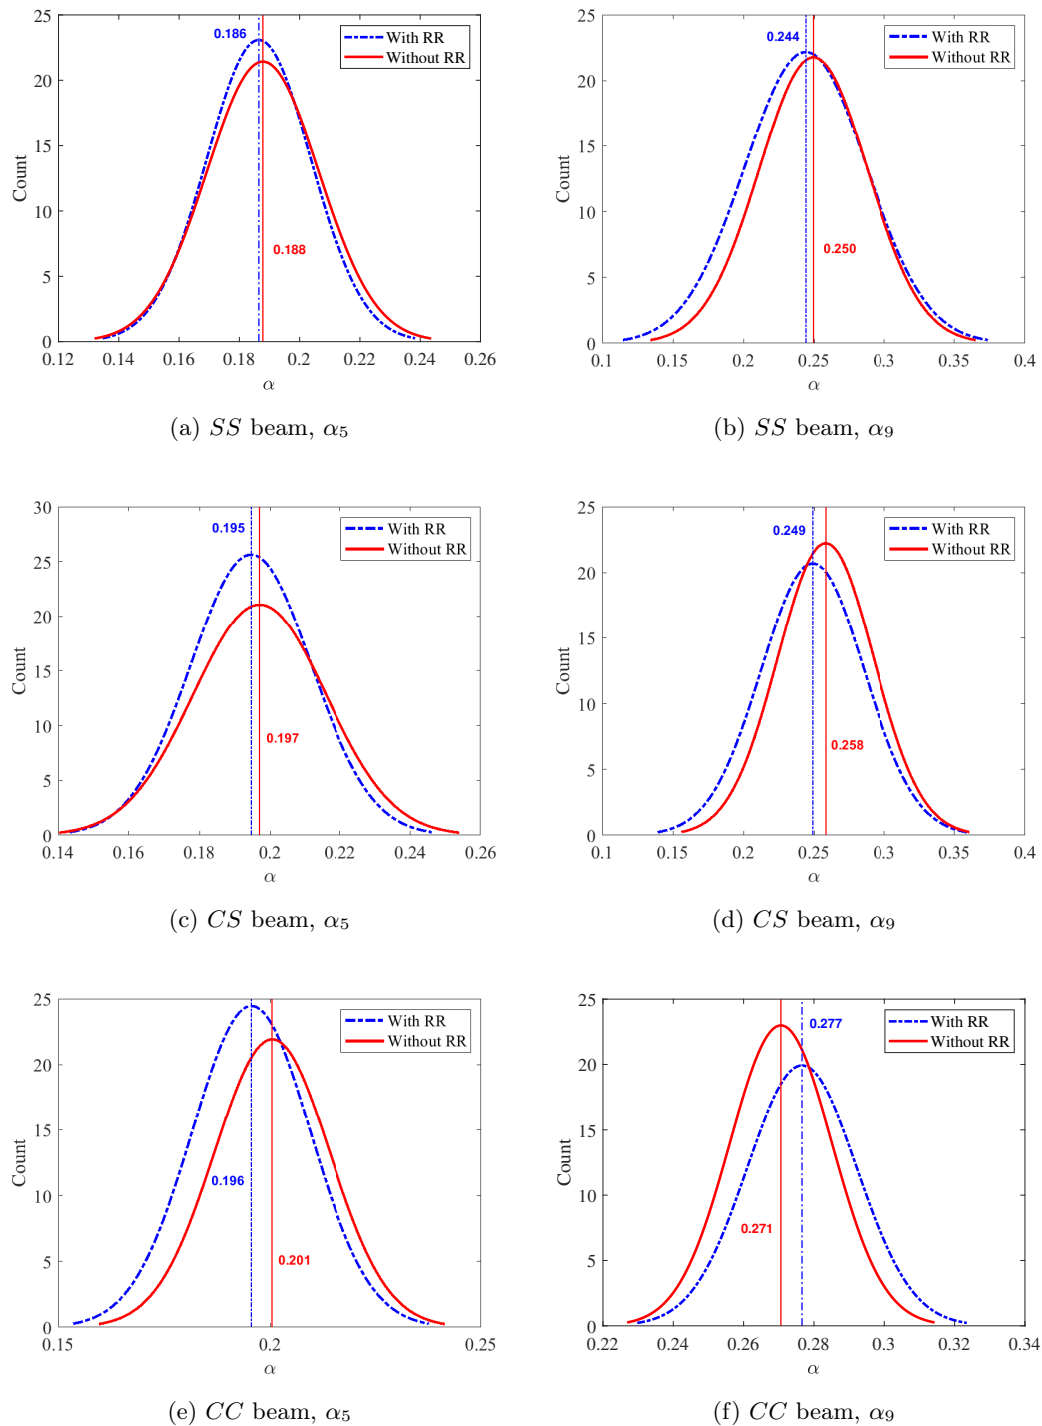 25
20
15
10
5
0
Count
0.186
0.188
With RR
Without RR
0.12 0.14 0.16 0.18 0.2 0.22 0.24 0.26
α
(a) SS beam, α5
25
20
15
10
5
0
Count
0.244
0.250
With RR
Without RR
0.1 0.15 0.2 0.25 0.3 0.35 0.4
α
(b) SS beam, α9
30
25
20
15
10
5
0
Count
0.195
0.197
With RR
Without RR
0.14 0.16 0.18 0.2 0.22 0.24 0.26
α
(c) CS beam, α5
25
20
15
10
5
0
Count
0.249
0.258
With RR
Without RR
0.1 0.15 0.2 0.25 0.3 0.35 0.4
α
(d) CS beam, α9
25
20
15
10
5
0
Count
0.196
0.201
With RR
Without RR
0.15 0.2 0.25
α
(e) CC beam, α5
25
20
15
10
5
0
Count
0.277
0.271
With RR
Without RR
0.22 0.24 0.26 0.28 0.3 0.32 0.34
α
(f) CC beam, α9